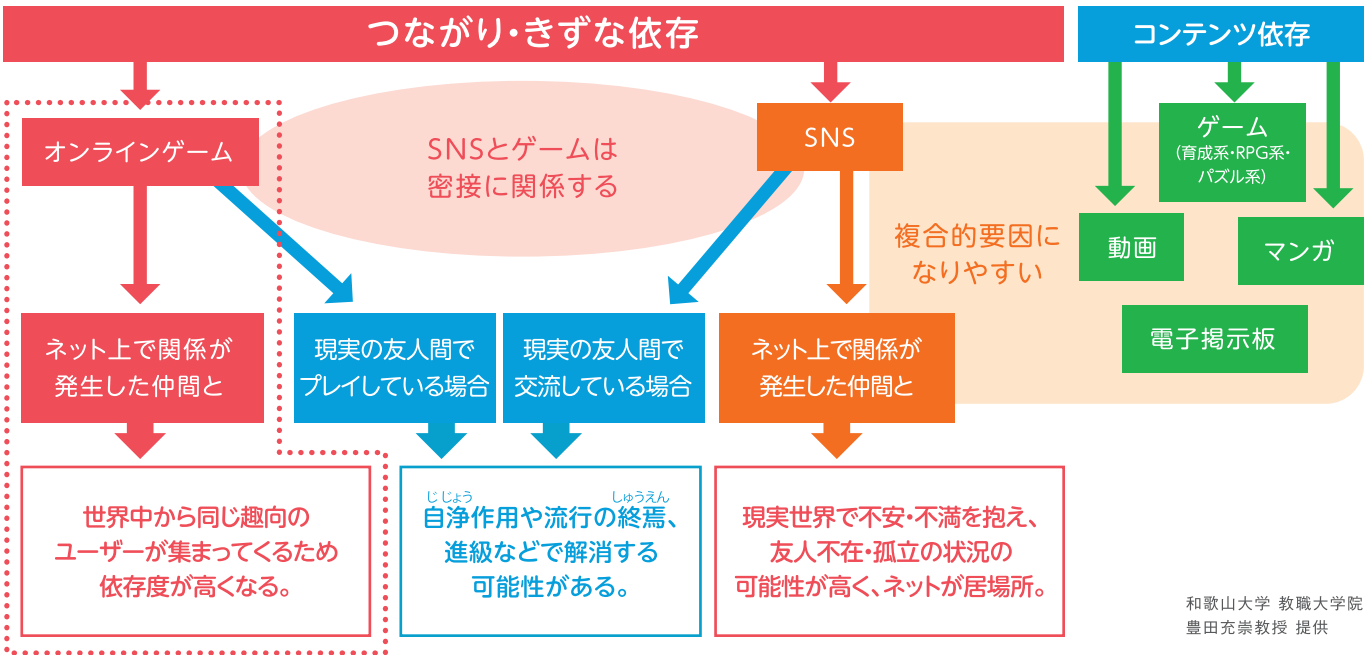 つながり・きずな依存
コンテンツ依存
オンラインゲーム
SNSとゲームは
密接に関係する
SNS
ゲーム
(育成系・RPG系・
パズル系)
動画
マンガ
電子掲示板
複合的要因に
なりやすい
ネット上で関係が
発生した仲間と
現実の友人間で
プレイしている場合
現実の友人間で
交流している場合
ネット上で関係が
発生した仲間と
世界中から同じ趣向の
ユーザーが集まってくるため
依存度が高くなる。
じじょう しゅうえん
自浄作用や流行の終焉、
進級などで解消する
可能性がある。
現実世界で不安・不満を抱え、
友人不在・孤立の状況の
可能性が高く、ネットが居場所。
和歌山大学 教職大学院
豊田充崇教授 提供